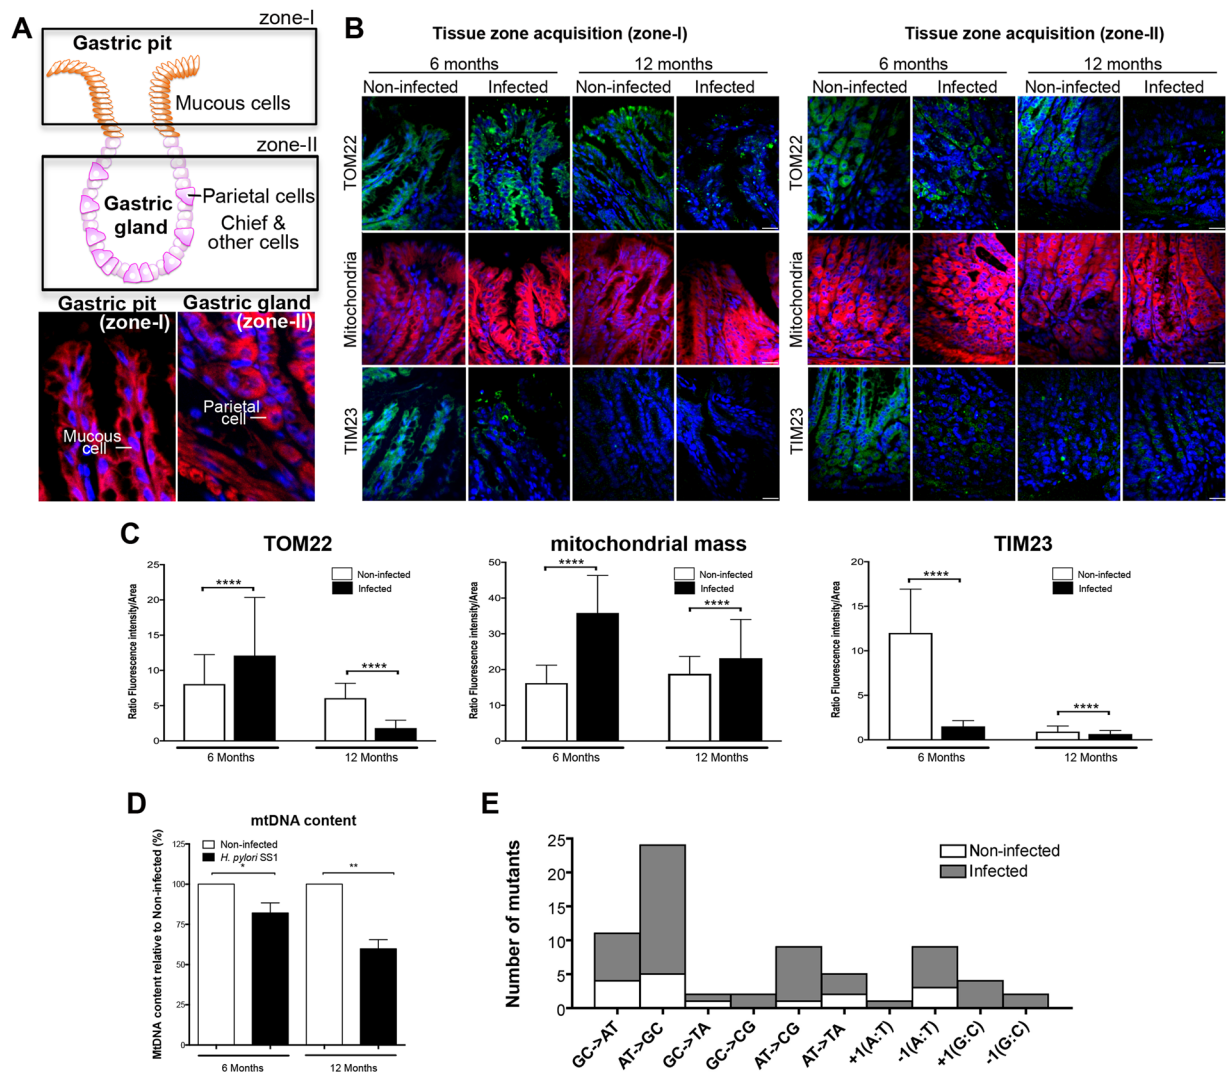 A
zone-I
Gastric pit
Mucous cells
zone-II
Parietal cells
Gastric
gland
Chief &
other cells
Gastric pit
(zone-I)
Gastric gland
(zone-II)
Parietal
cell
Mucous
cell
B
Tissue zone acquisition (zone-I)
6 months
12 months
Non-infected
Infected
Non-infected
Infected
TOM22
Mitochondria
TIM23
Tissue zone acquisition (zone-II)
6 months
12 months
Non-infected
Infected
Non-infected
Infected
TOM22
Mitochondria
TIM23
C
TOM22
Ratio Fluorescence intensity/Area
25
20
15
10
5
0
****
****
Non-infected
Infected
6 Months
12 Months
mitochondrial mass
Ratio Fluorescence intensity/Area
50
40
30
20
10
0
****
****
Non-infected
Infected
6 Months
12 Months
TIM23
Ratio Fluorescence intensity/Area
20
15
10
5
0
****
****
Non-infected
Infected
6 Months
12 Months
D
mtDNA content
MtDNA content relative to Non-infected (%)
125
100
75
50
25
0
Non-infected
H. pylori SS1
*
**
6 Months
12 Months
E
Number of mutants
25
20
15
10
5
0
Non-infected
Infected
GC->AT
AT->GC
GC->TA
GC->CG
AT->CG
AT->TA
+1(A:T)
-1(A:T)
+1(G:C)
-1(G:C)